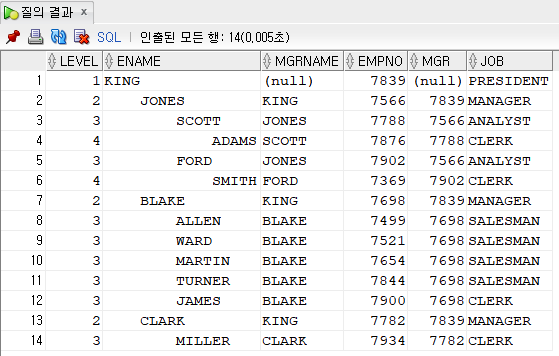 질의 결과 x
SQL | 인출된 모든 행: 14(0,005초)
LEVEL ENAME MGRNAME EMPNO MGR JOB
1 1 KING (null) 7839 (null) PRESIDENT
2 2 JONES KING 7566 7839 MANAGER
3 3 SCOTT JONES 7788 7566 ANALYST
4 4 ADAMS SCOTT 7876 7788 CLERK
5 3 FORD JONES 7902 7566 ANALYST
6 4 SMITH FORD 7369 7902 CLERK
7 2 BLAKE KING 7698 7839 MANAGER
8 3 ALLEN BLAKE 7499 7698 SALESMAN
9 3 WARD BLAKE 7521 7698 SALESMAN
10 3 MARTIN BLAKE 7654 7698 SALESMAN
11 3 TURNER BLAKE 7844 7698 SALESMAN
12 3 JAMES BLAKE 7900 7698 CLERK
13 2 CLARK KING 7782 7839 MANAGER
14 3 MILLER CLARK 7934 7782 CLERK